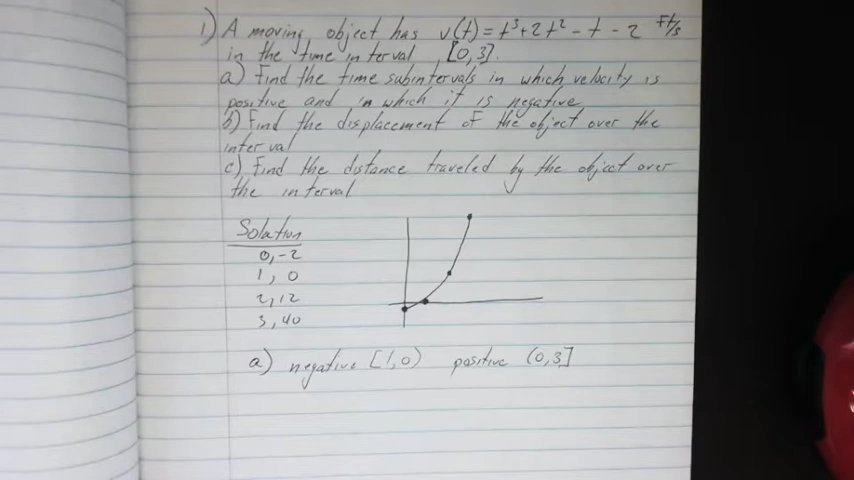 1) A moving object has v(t) = t³+2t² - t - 2 Ft/s
in the time interval [0,3].
a) Find the time subintervals in which velocity is
positive and in which it is negative
b) Find the displacement of the object over the
interval
c) Find the distance traveled by the object over
the interval
Solution
0, -2
1, 0
2, 12
3, 40
a) negative [1,0) positive (0,3]